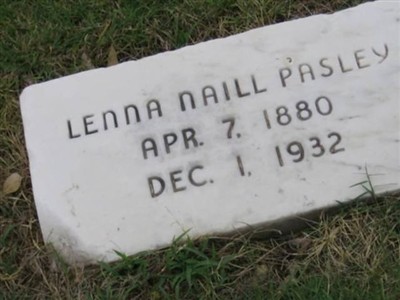 LENNA NAILL PASLEY
APR. 7, 1880
DEC. 1, 1932